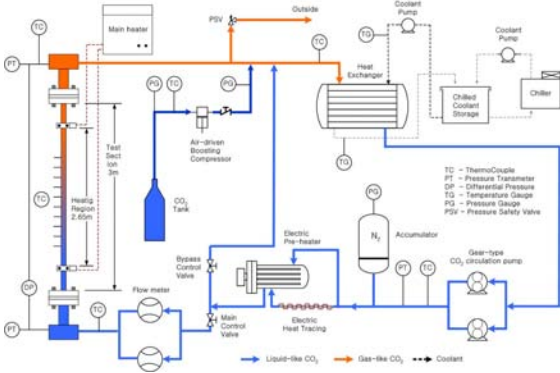 Outside
PSV
Coolant
Pump
Coolant
Pump
Main heater
TC
PT
TC
TG
PG
TC
PG
Heat
Exchanger
Chilled
Coolant
Storage
Chiller
Air-driven
Boosting
Compressor
Test
Sect
ion
3m
TC
Heatig
Region
2.65m
TG
CO2
Tank
TC - ThermoCouple
PT - Pressure Transmeter
DP - Differential Pressure
TG - Temperature Gauge
PG - Pressure Gauge
PSV - Pressure Safety Valve
PG
N2
Accumulator
Electric
Pre-heater
Bypass
Control
Valve
Gear-type
CO2 circulation pump
PT
TC
DP
Flow meter
Main
Control
Valve
Electric
Heat Tracing
PT
TC
Liquid-like CO2
Gas-like CO2
Coolant